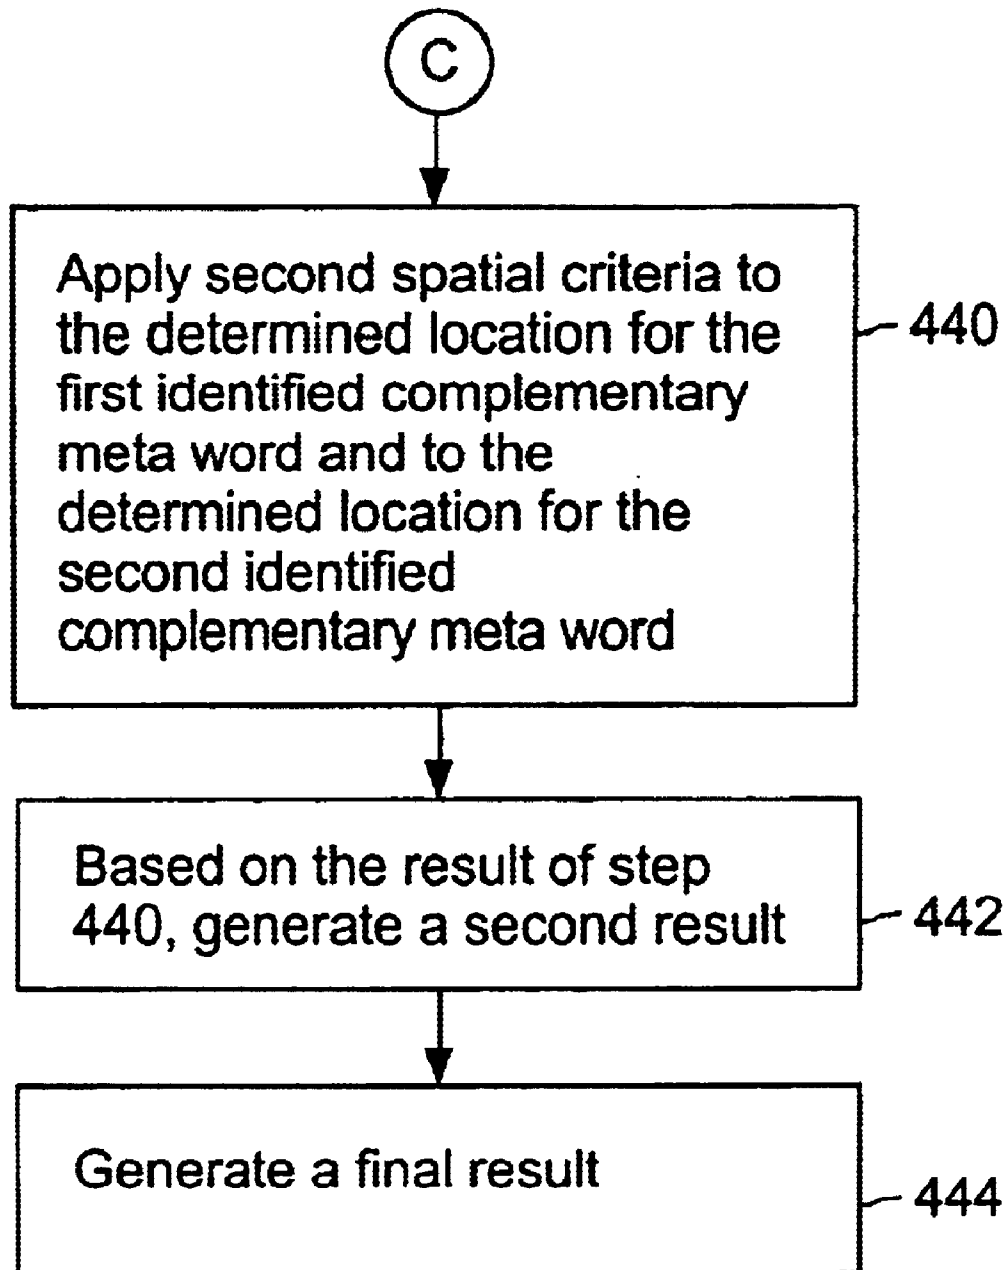 C
Apply second spatial criteria to
the determined location for the
first identified complementary
meta word and to the
determined location for the
second identified
complementary meta word
440
Based on the result of step
440, generate a second result
442
Generate a final result
444